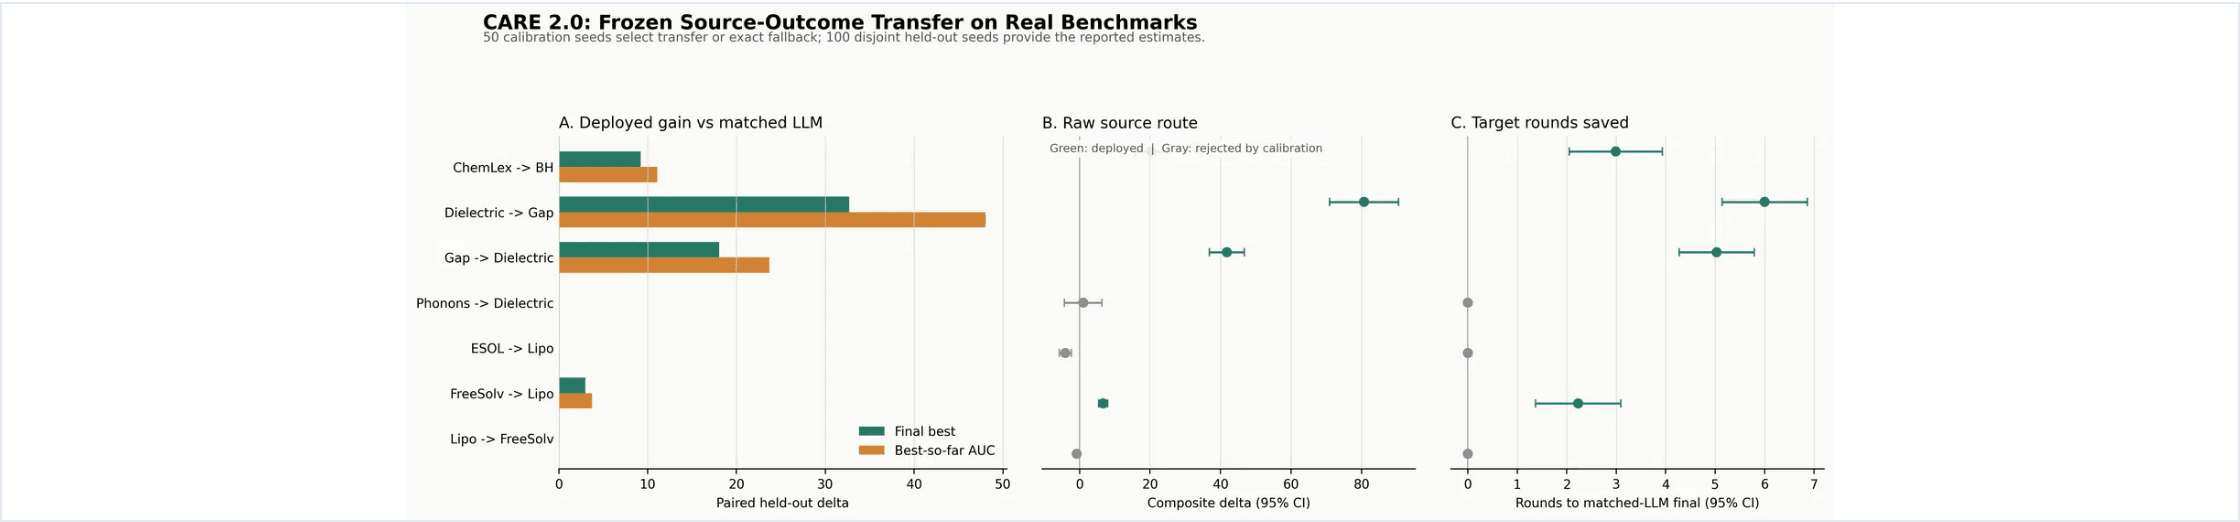 CARE 2.0: Frozen Source-Outcome Transfer on Real Benchmarks
50 calibration seeds select transfer or exact fallback; 100 disjoint held-out seeds provide the reported estimates.
A. Deployed gain vs matched LLM
ChemLex -> BH
Dielectric -> Gap
Gap -> Dielectric
Phonons -> Dielectric
ESOL -> Lipo
FreeSolv -> Lipo
Lipo -> FreeSolv
Final best
Best-so-far AUC
0 10 20 30 40 50
Paired held-out delta
B. Raw source route
Green: deployed | Gray: rejected by calibration
0 20 40 60 80
Composite delta (95% CI)
C. Target rounds saved
0 1 2 3 4 5 6 7
Rounds to matched-LLM final (95% CI)